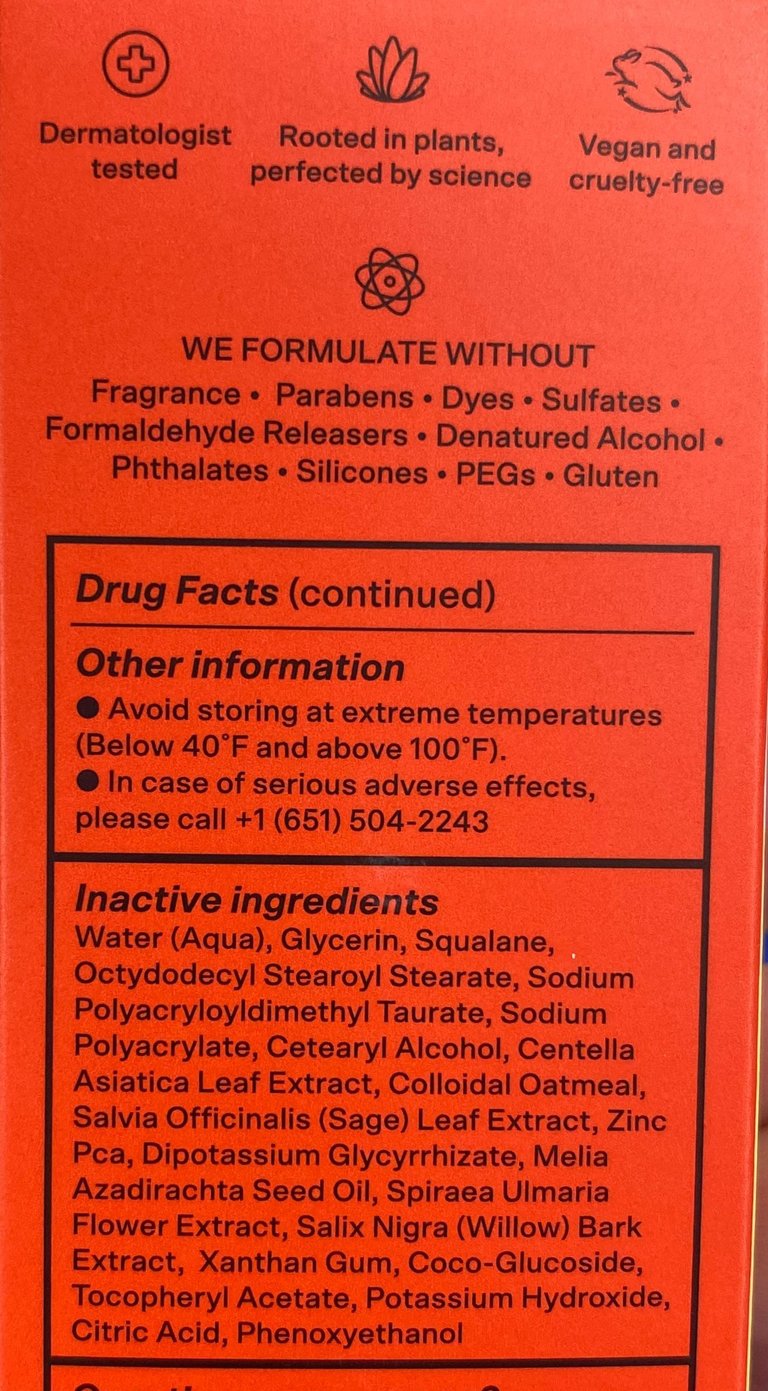 Dermatologist
tested
Rooted in plants,
perfected by science
Vegan and
cruelty-free
WE FORMULATE WITHOUT
Fragrance • Parabens • Dyes • Sulfates •
Formaldehyde Releasers • Denatured Alcohol •
Phthalates • Silicones • PEGs • Gluten
Drug Facts (continued)
Other information
● Avoid storing at extreme temperatures
(Below 40˚F and above 100˚F).
● In case of serious adverse effects,
please call +1 (651) 504-2243
Inactive ingredients
Water (Aqua), Glycerin, Squalane,
Octydodecyl Stearoyl Stearate, Sodium
Polyacryloyldimethyl Taurate, Sodium
Polyacrylate, Cetearyl Alcohol, Centella
Asiatica Leaf Extract, Colloidal Oatmeal,
Salvia Officinalis (Sage) Leaf Extract, Zinc
Pca, Dipotassium Glycyrrhizate, Melia
Azadirachta Seed Oil, Spiraea Ulmaria
Flower Extract, Salix Nigra (Willow) Bark
Extract, Xanthan Gum, Coco-Glucoside,
Tocopheryl Acetate, Potassium Hydroxide,
Citric Acid, Phenoxyethanol